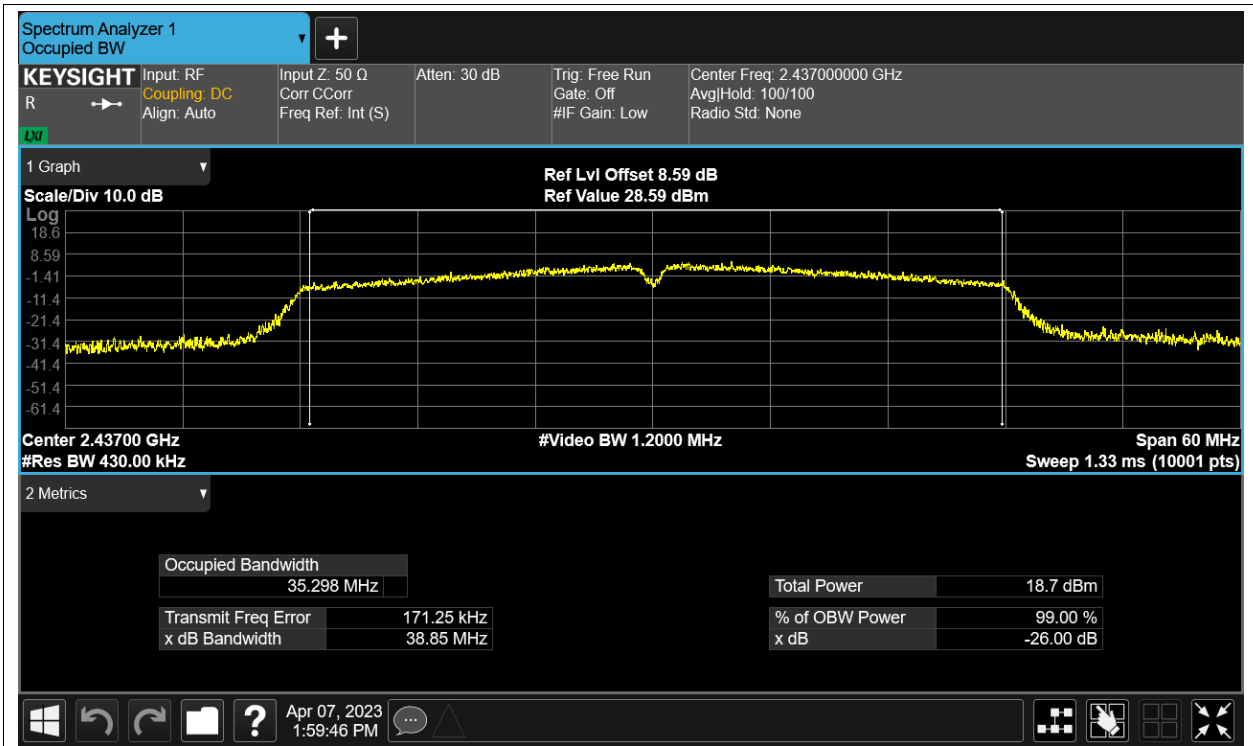 Spectrum Analyzer 1
Occupied BW
KEYSIGHT
R
LXI
Input: RF
Coupling: DC
Align: Auto
Input Z: 50 Ω
Corr CCorr
Freq Ref: Int (S)
Atten: 30 dB
Trig: Free Run
Gate: Off
#IF Gain: Low
Center Freq: 2.437000000 GHz
Avg|Hold: 100/100
Radio Std: None
1 Graph
Scale/Div 10.0 dB
Ref Lvl Offset 8.59 dB
Ref Value 28.59 dBm
Log
18.6
8.59
-1.41
-11.4
-21.4
-31.4
-41.4
-51.4
-61.4
Center 2.43700 GHz
#Video BW 1.2000 MHz
Span 60 MHz
#Res BW 430.00 kHz
Sweep 1.33 ms (10001 pts)
2 Metrics
Occupied Bandwidth
35.298 MHz
Transmit Freq Error 171.25 kHz
x dB Bandwidth 38.85 MHz
Total Power 18.7 dBm
% of OBW Power 99.00 %
x dB -26.00 dB
?
Apr 07, 2023
1:59:46 PM